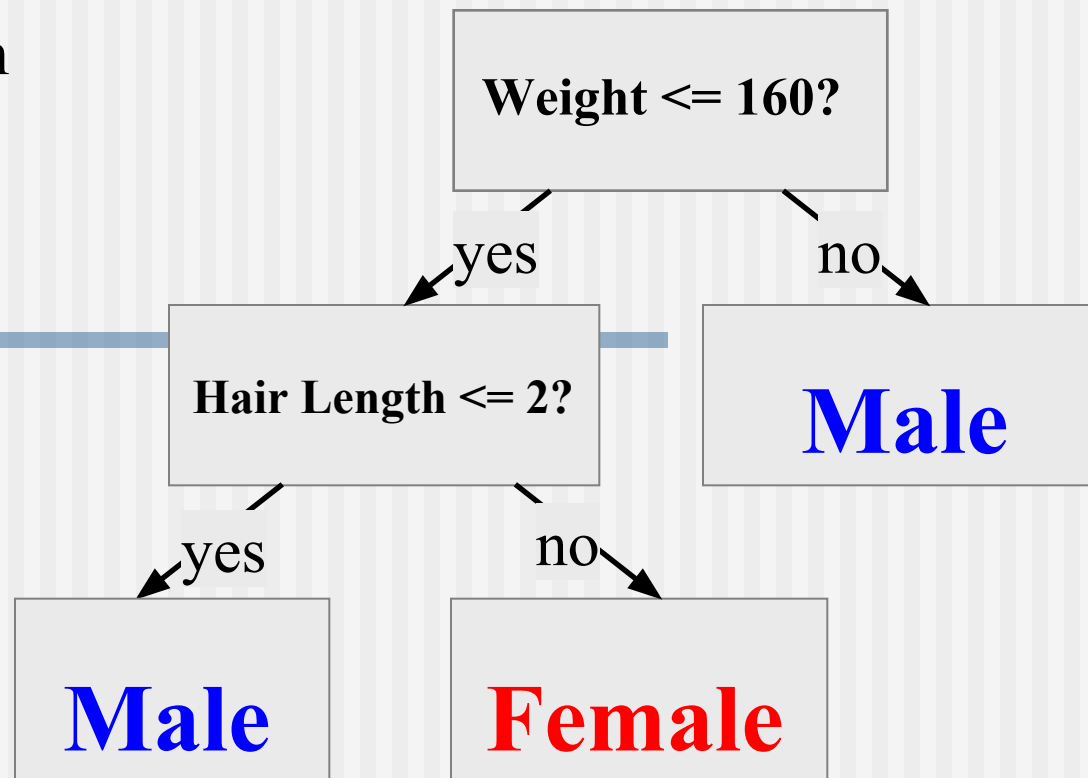 Weight <= 160?
yes
no
Hair Length <= 2?
Male
yes
no
Male
Female